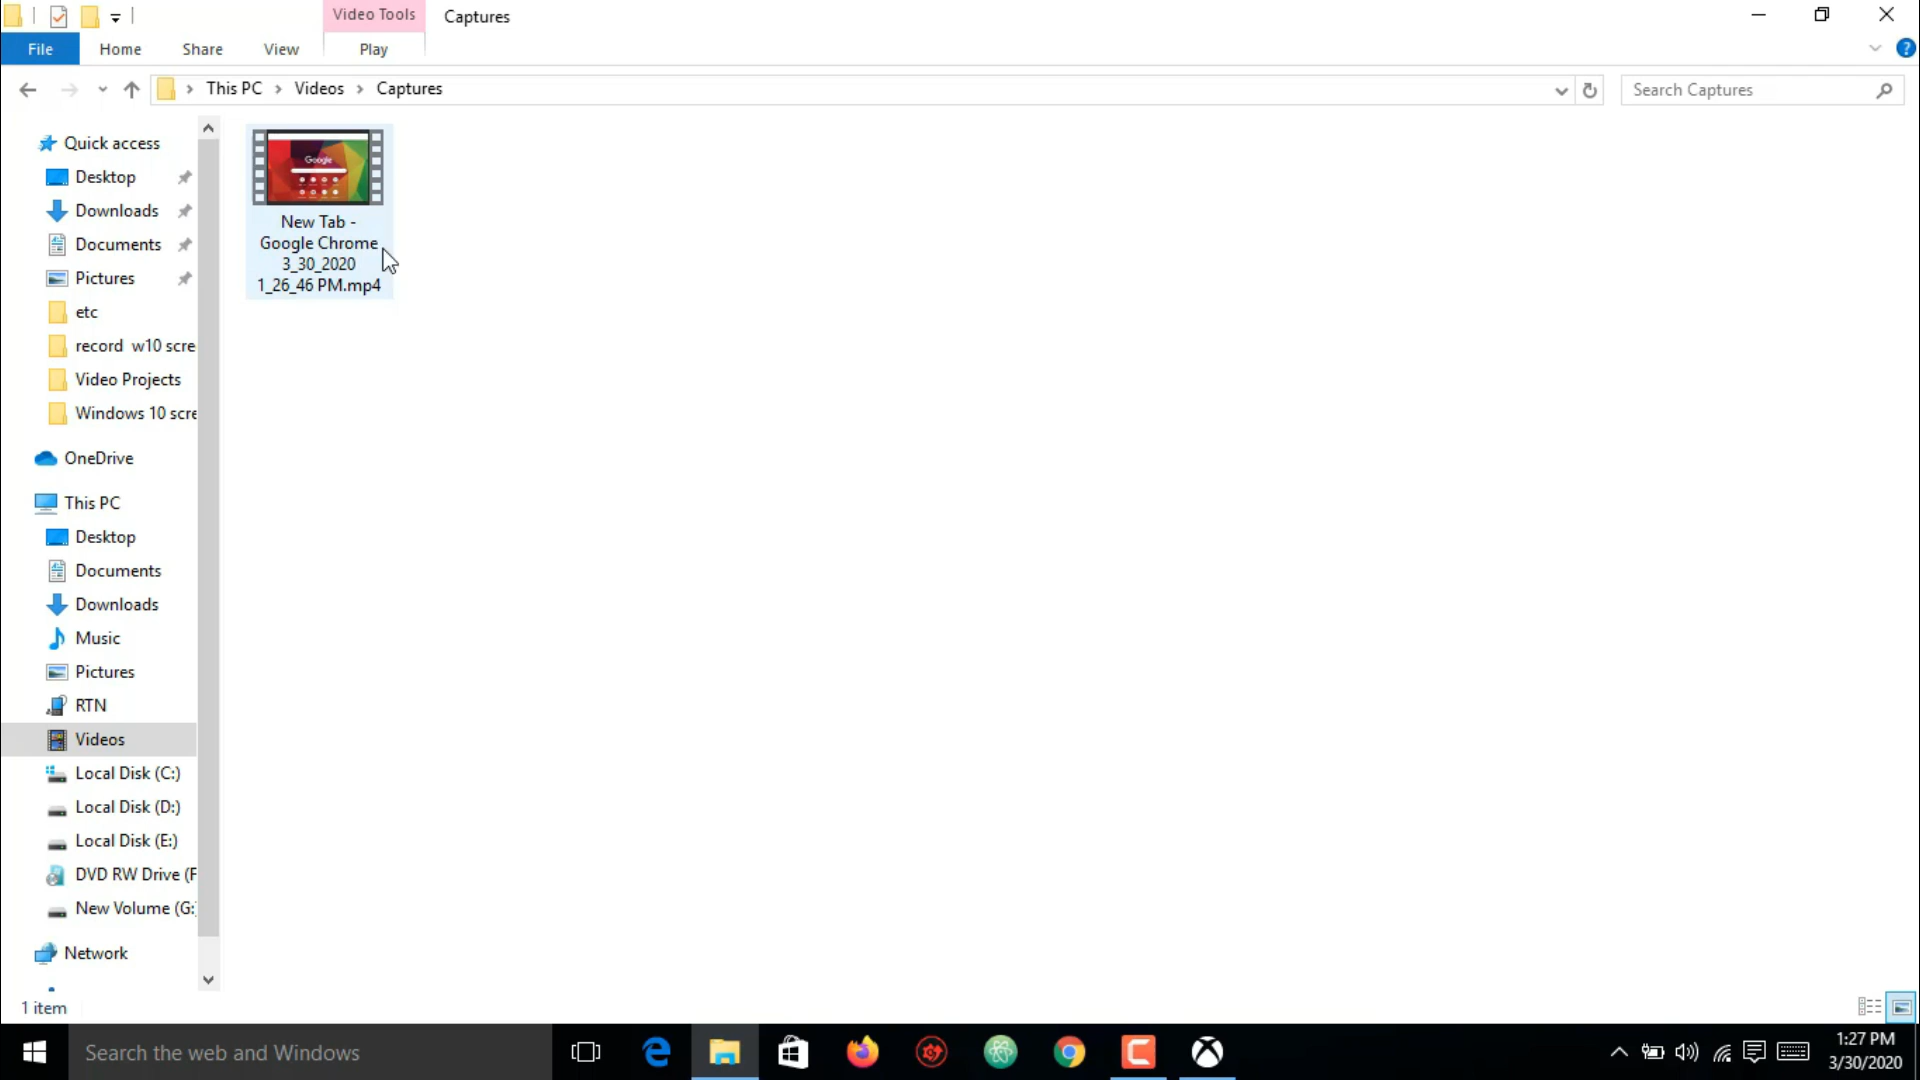 Video Tools
Captures
File
Home
Share
View
Play
This PC
Videos
Captures
Search Captures
Quick access
Desktop
Downloads
Documents
Pictures
etc
record w10 scre
Video Projects
Windows 10 scre
OneDrive
This PC
Desktop
Documents
Downloads
Music
Pictures
RTN
Videos
Local Disk (C:)
Local Disk (D:)
Local Disk (E:)
DVD RW Drive (F
New Volume (G:
Network
Google
New Tab -
Google Chrome
3_30_2020
1_26_46 PM.mp4
1 item
Search the web and Windows
1:27 PM
3/30/2020